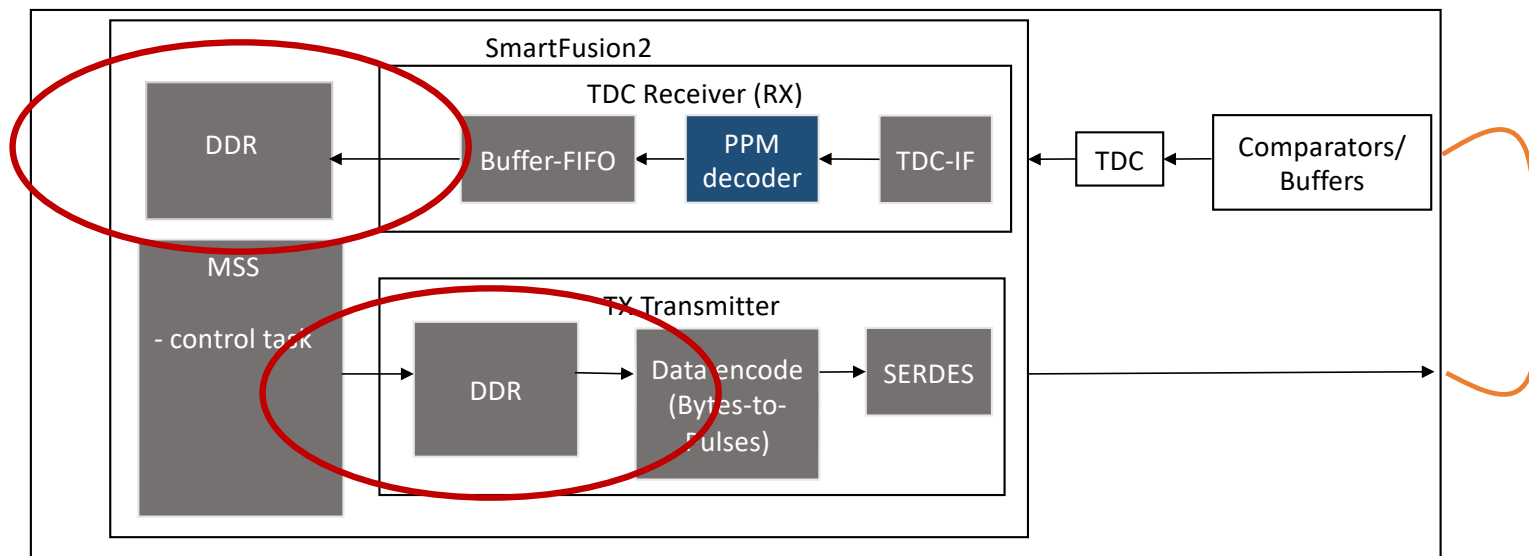 SmartFusion2
TDC Receiver (RX)
DDR
Buffer-FIFO
PPM
decoder
TDC-IF
TDC
Comparators/
Buffers
MSS
- control task
TX Transmitter
DDR
Data encode
(Bytes-to-
Pulses)
SERDES